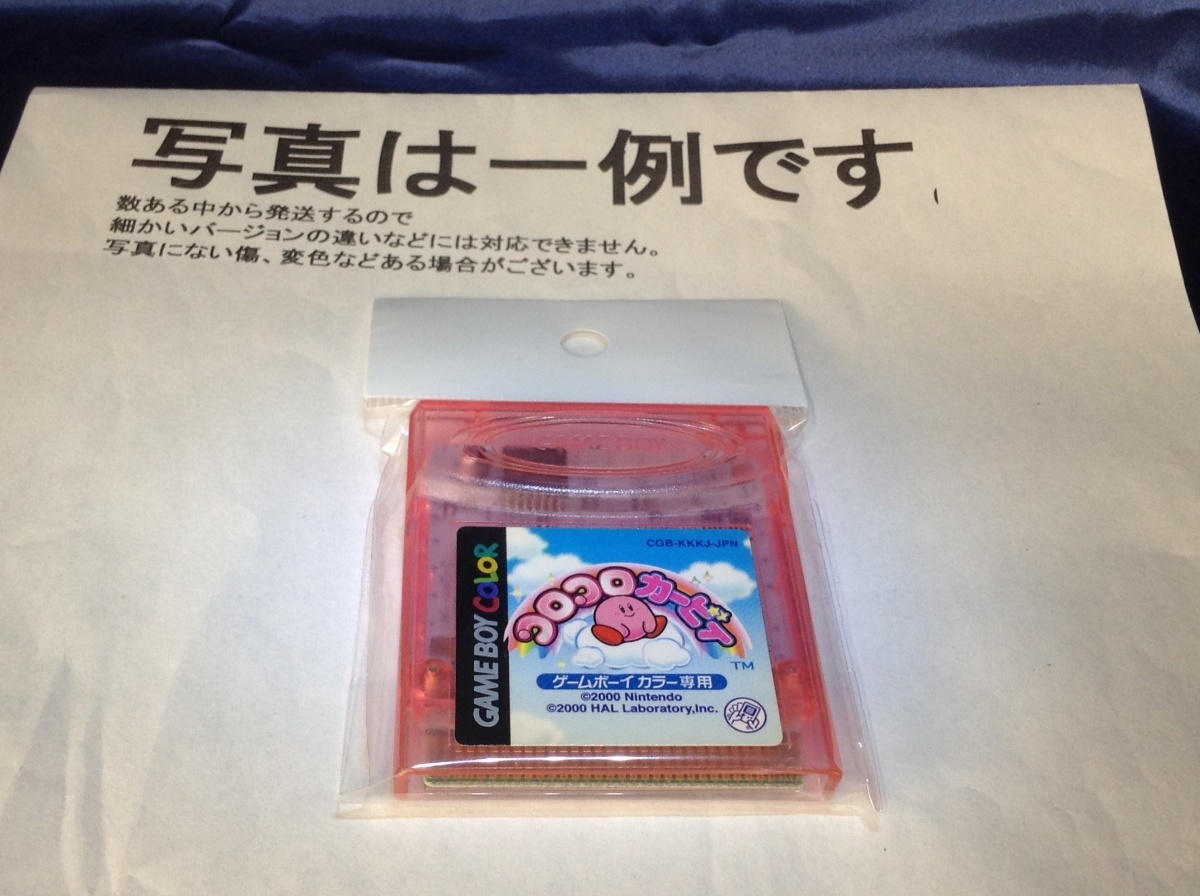 写真は一例です
数ある中から発送するので
細かいバージョンの違いなどには対応できません。
写真にない傷、変色などある場合がございます。
GAME BOY
GAME BOY COLOR
CGB-KKKJ-JPN
コロコロカービィ
TM
ゲームボーイカラー専用
©2000 Nintendo
©2000 HAL Laboratory,Inc.